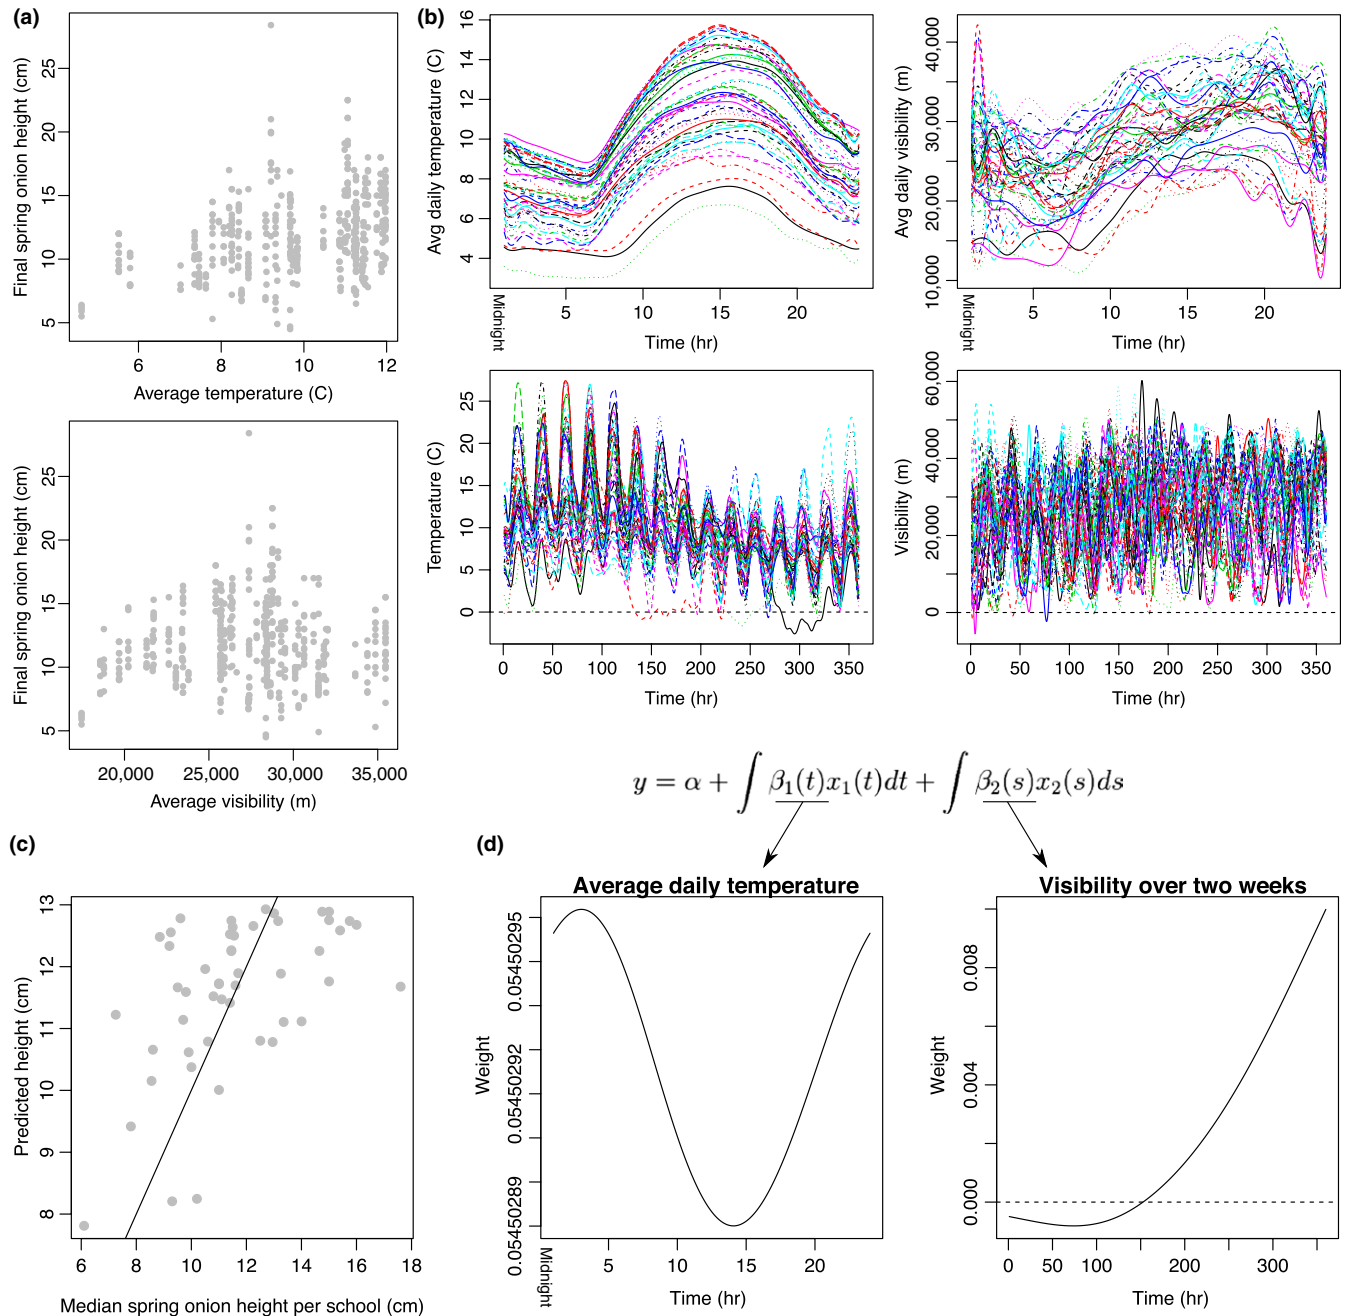 (a)
25
20
15
10
5
Final spring onion height (cm)
6 8 10 12
Average temperature (C)
25
20
15
10
5
Final spring onion height (cm)
20,000 25,000 30,000 35,000
Average visibility (m)
(b)
16
14
12
10
8
6
4
Avg daily temperature (C)
Midnight 5 10 15 20
Time (hr)
40,000
30,000
20,000
10,000
Avg daily visibility (m)
Midnight 5 10 15 20
Time (hr)
25
20
15
10
5
0
Temperature (C)
0 50 100 150 200 250 300 350
Time (hr)
60,000
40,000
20,000
0
Visibility (m)
0 50 100 150 200 250 300 350
Time (hr)
y = α + ∫ β₁(t)x₁(t)dt + ∫ β₂(s)x₂(s)ds
(c)
13
12
11
10
9
8
Predicted height (cm)
6 8 10 12 14 16 18
Median spring onion height per school (cm)
(d)
Average daily temperature
0.05450295
0.05450292
0.05450292
0.05450289
0.05450289
Weight
Midnight 5 10 15 20
Time (hr)
Visibility over two weeks
0.008
0.004
0.000
Weight
0 50 100 200 300
Time (hr)